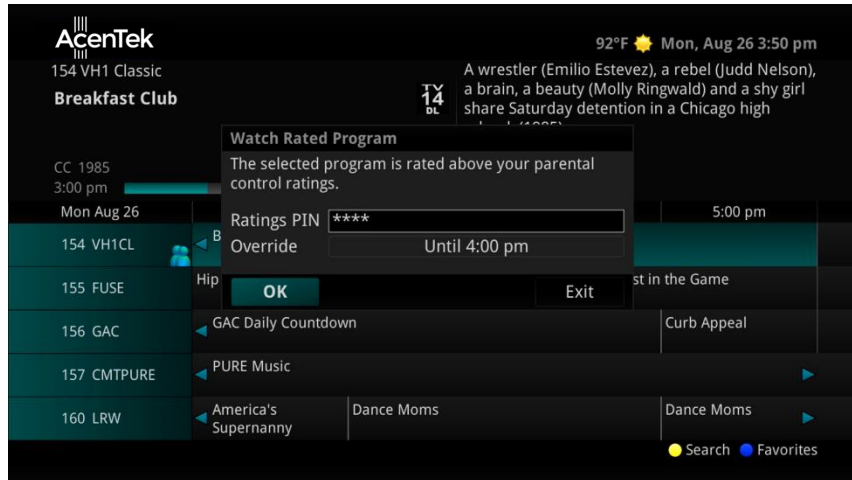 AcenTek
92°F Mon, Aug 26 3:50 pm
154 VH1 Classic
Breakfast Club
TV
14
DL
A wrestler (Emilio Estevez), a rebel (Judd Nelson),
a brain, a beauty (Molly Ringwald) and a shy girl
share Saturday detention in a Chicago high
Watch Rated Program
The selected program is rated above your parental
control ratings.
Ratings PIN ****
Override Until 4:00 pm
OK Exit
CC 1985
3:00 pm
Mon Aug 26 5:00 pm
154 VH1CL B
155 FUSE Hip st in the Game
156 GAC GAC Daily Countdown Curb Appeal
157 CMTPURE PURE Music
160 LRW America's Dance Moms Dance Moms
Supernanny
Search Favorites